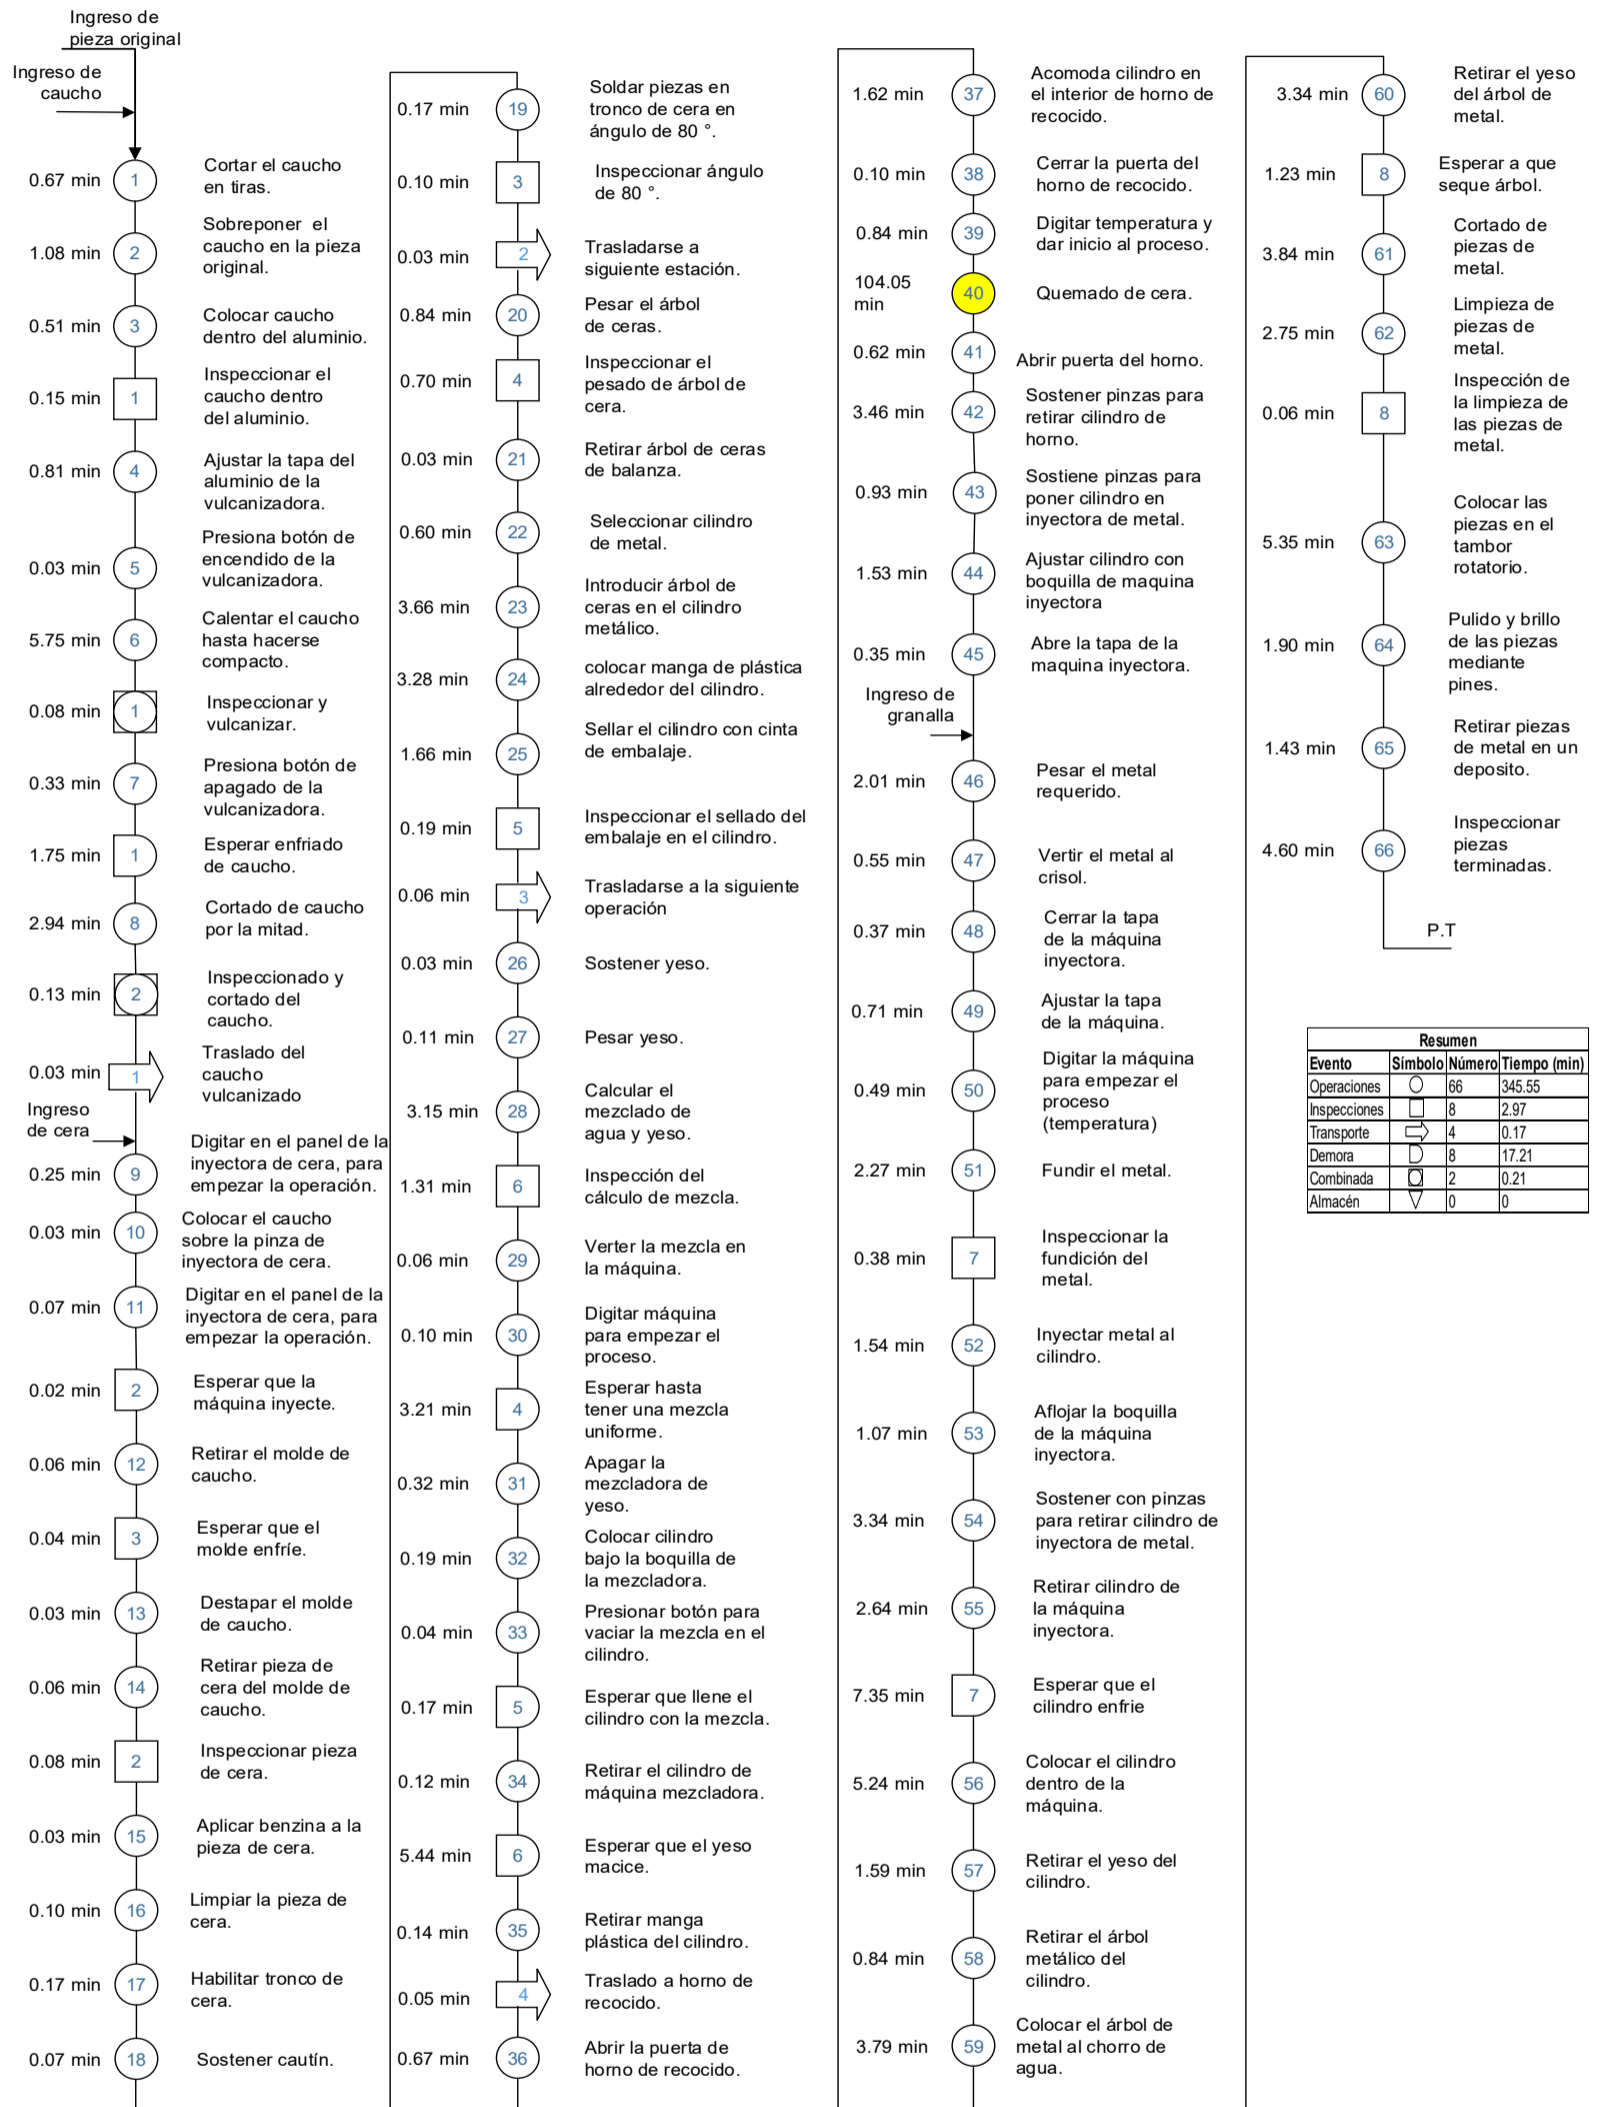 Ingreso de
pieza original
Ingreso de
caucho
0.67 min 1 Cortar el caucho
en tiras.
1.08 min 2 Sobreponer el
caucho en la pieza
original.
0.51 min 3 Colocar caucho
dentro del aluminio.
0.15 min 1 Inspeccionar el
caucho dentro
del aluminio.
0.81 min 4 Ajustar la tapa del
aluminio de la
vulcanizadora.
0.03 min 5 Presiona botón de
encendido de la
vulcanizadora.
5.75 min 6 Calentar el caucho
hasta hacerse
compacto.
0.08 min 1 Inspeccionar y
vulcanizar.
0.33 min 7 Presiona botón de
apagado de la
vulcanizadora.
1.75 min 1 Esperar enfriado
de caucho.
2.94 min 8 Cortado de caucho
por la mitad.
0.13 min 2 Inspeccionado y
cortado del
caucho.
0.03 min 1 Traslado del
caucho
vulcanizado
Ingreso
de cera
0.25 min 9 Digitar en el panel de la
inyectora de cera, para
empezar la operación.
0.03 min 10 Colocar el caucho
sobre la pinza de
inyectora de cera.
0.07 min 11 Digitar en el panel de la
inyectora de cera, para
empezar la operación.
0.02 min 2 Esperar que la
máquina inyecte.
0.06 min 12 Retirar el molde de
caucho.
0.04 min 3 Esperar que el
molde enfríe.
0.03 min 13 Destapar el molde
de caucho.
0.06 min 14 Retirar pieza de
cera del molde de
caucho.
0.08 min 2 Inspeccionar pieza
de cera.
0.03 min 15 Aplicar benzina a la
pieza de cera.
0.10 min 16 Limpiar la pieza de
cera.
0.17 min 17 Habilitar tronco de
cera.
0.07 min 18 Sostener cautín.
0.17 min 19 Soldar piezas en
tronco de cera en
ángulo de 80 °.
0.10 min 3 Inspeccionar ángulo
de 80 °.
0.03 min 2 Trasladarse a
siguiente estación.
0.84 min 20 Pesar el árbol
de ceras.
0.70 min 4 Inspeccionar el
pesado de árbol de
cera.
0.03 min 21 Retirar árbol de ceras
de balanza.
0.60 min 22 Seleccionar cilindro
de metal.
3.66 min 23 Introducir árbol de
ceras en el cilindro
metálico.
3.28 min 24 colocar manga de plástica
alrededor del cilindro.
1.66 min 25 Sellar el cilindro con cinta
de embalaje.
0.19 min 5 Inspeccionar el sellado del
embalaje en el cilindro.
0.06 min 3 Trasladarse a la siguiente
operación
0.03 min 26 Sostener yeso.
0.11 min 27 Pesar yeso.
3.15 min 28 Calcular el
mezclado de
agua y yeso.
1.31 min 6 Inspección del
cálculo de mezcla.
0.06 min 29 Verter la mezcla en
la máquina.
0.10 min 30 Digitar máquina
para empezar el
proceso.
3.21 min 4 Esperar hasta
tener una mezcla
uniforme.
0.32 min 31 Apagar la
mezcladora de
yeso.
0.19 min 32 Colocar cilindro
bajo la boquilla de
la mezcladora.
0.04 min 33 Presionar botón para
vaciar la mezcla en el
cilindro.
0.17 min 5 Esperar que llene el
cilindro con la mezcla.
0.12 min 34 Retirar el cilindro de
máquina mezcladora.
5.44 min 6 Esperar que el yeso
macice.
0.14 min 35 Retirar manga
plástica del cilindro.
0.05 min 4 Traslado a horno de
recocido.
0.67 min 36 Abrir la puerta de
horno de recocido.
1.62 min 37 Acomoda cilindro en
el interior de horno de
recocido.
0.10 min 38 Cerrar la puerta del
horno de recocido.
0.84 min 39 Digitar temperatura y
dar inicio al proceso.
104.05
min 40 Quemado de cera.
0.62 min 41 Abrir puerta del horno.
3.46 min 42 Sostener pinzas para
retirar cilindro de
horno.
0.93 min 43 Sostiene pinzas para
poner cilindro en
inyectora de metal.
1.53 min 44 Ajustar cilindro con
boquilla de maquina
inyectora
0.35 min 45 Abre la tapa de la
maquina inyectora.
Ingreso de
granalla
2.01 min 46 Pesar el metal
requerido.
0.55 min 47 Vertir el metal al
crisol.
0.37 min 48 Cerrar la tapa
de la máquina
inyectora.
0.71 min 49 Ajustar la tapa
de la máquina.
0.49 min 50 Digitar la máquina
para empezar el
proceso
(temperatura)
2.27 min 51 Fundir el metal.
0.38 min 7 Inspeccionar la
fundición del
metal.
1.54 min 52 Inyectar metal al
cilindro.
1.07 min 53 Aflojar la boquilla
de la máquina
inyectora.
3.34 min 54 Sostener con pinzas
para retirar cilindro de
inyectora de metal.
2.64 min 55 Retirar cilindro de
la máquina
inyectora.
7.35 min 7 Esperar que el
cilindro enfrie
5.24 min 56 Colocar el cilindro
dentro de la
máquina.
1.59 min 57 Retirar el yeso del
cilindro.
0.84 min 58 Retirar el árbol
metálico del
cilindro.
3.79 min 59 Colocar el árbol de
metal al chorro de
agua.
3.34 min 60 Retirar el yeso
del árbol de
metal.
1.23 min 8 Esperar a que
seque árbol.
3.84 min 61 Cortado de
piezas de
metal.
2.75 min 62 Limpieza de
piezas de
metal.
0.06 min 8 Inspección de
la limpieza de
las piezas de
metal.
5.35 min 63 Colocar las
piezas en el
tambor
rotatorio.
1.90 min 64 Pulido y brillo
de las piezas
mediante
pines.
1.43 min 65 Retirar piezas
de metal en un
deposito.
4.60 min 66 Inspeccionar
piezas
terminadas.
P.T
Resumen
Evento Símbolo Número Tiempo (min)
Operaciones 66 345.55
Inspecciones 8 2.97
Transporte 4 0.17
Demora 8 17.21
Combinada 2 0.21
Almacén 0 0